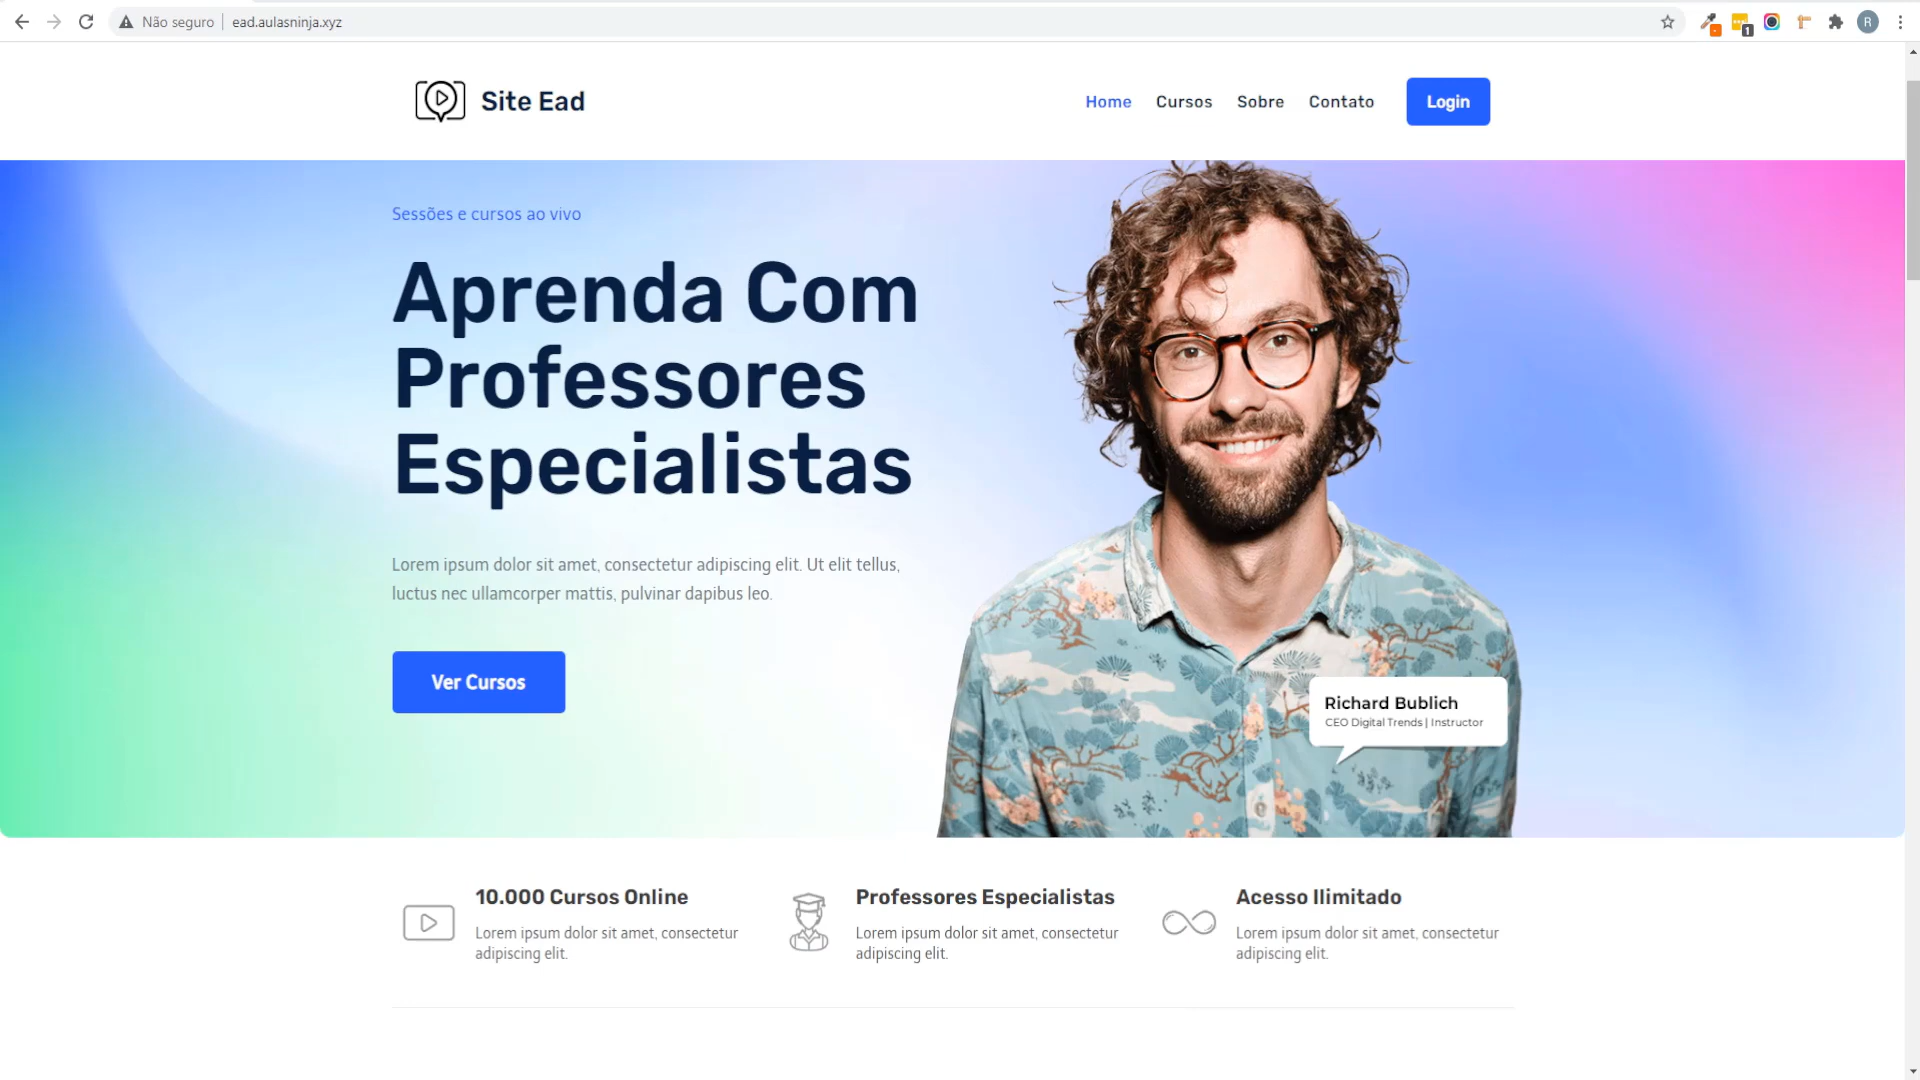 Não seguro
ead.aulasninja.xyz
1
R
Site Ead
Home
Cursos
Sobre
Contato
Login
Sessões e cursos ao vivo
Aprenda Com
Professores
Especialistas
Lorem ipsum dolor sit amet, consectetur adipiscing elit. Ut elit tellus,
luctus nec ullamcorper mattis, pulvinar dapibus leo.
Ver Cursos
Richard Bublich
CEO Digital Trends | Instructor
10.000 Cursos Online
Lorem ipsum dolor sit amet, consectetur
adipiscing elit.
Professores Especialistas
Lorem ipsum dolor sit amet, consectetur
adipiscing elit.
Acesso Ilimitado
Lorem ipsum dolor sit amet, consectetur
adipiscing elit.